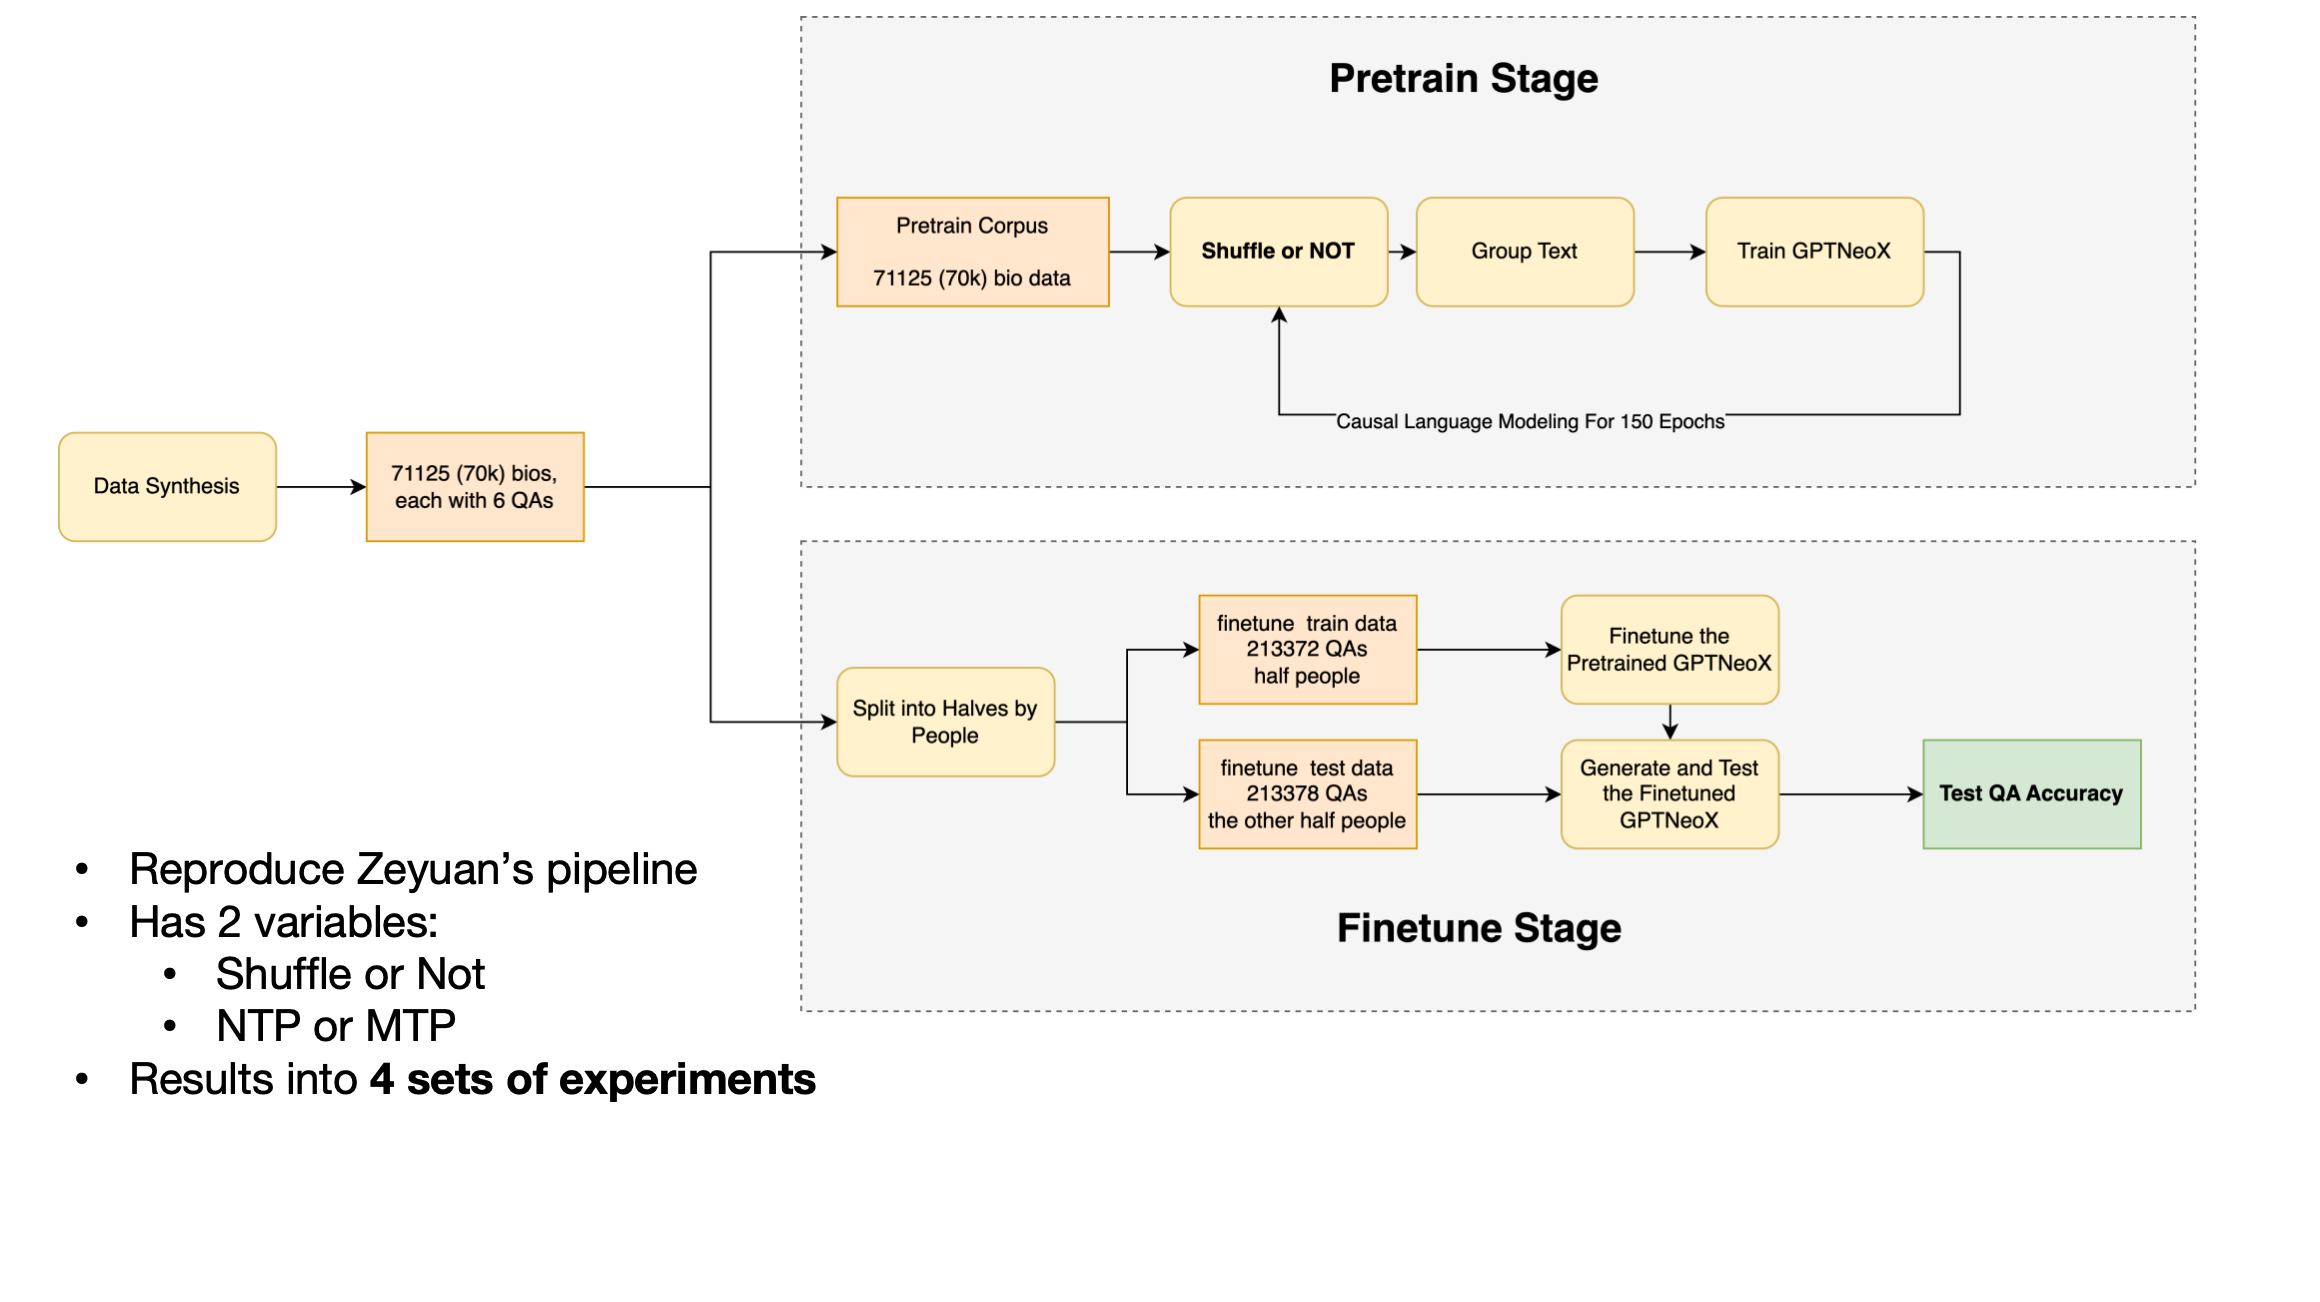 Pretrain Stage
Pretrain Corpus
71125 (70k) bio data
Shuffle or NOT
Group Text
Train GPTNeoX
Causal Language Modeling For 150 Epochs
Data Synthesis
71125 (70k) bios,
each with 6 QAs
Split into Halves by
People
finetune  train data
213372 QAs
half people
Finetune the
Pretrained GPTNeoX
finetune  test data
213378 QAs
the other half people
Generate and Test
the Finetuned
GPTNeoX
Test QA Accuracy
Finetune Stage
• Reproduce Zeyuan’s pipeline
• Has 2 variables:
• Shuffle or Not
• NTP or MTP
• Results into 4 sets of experiments